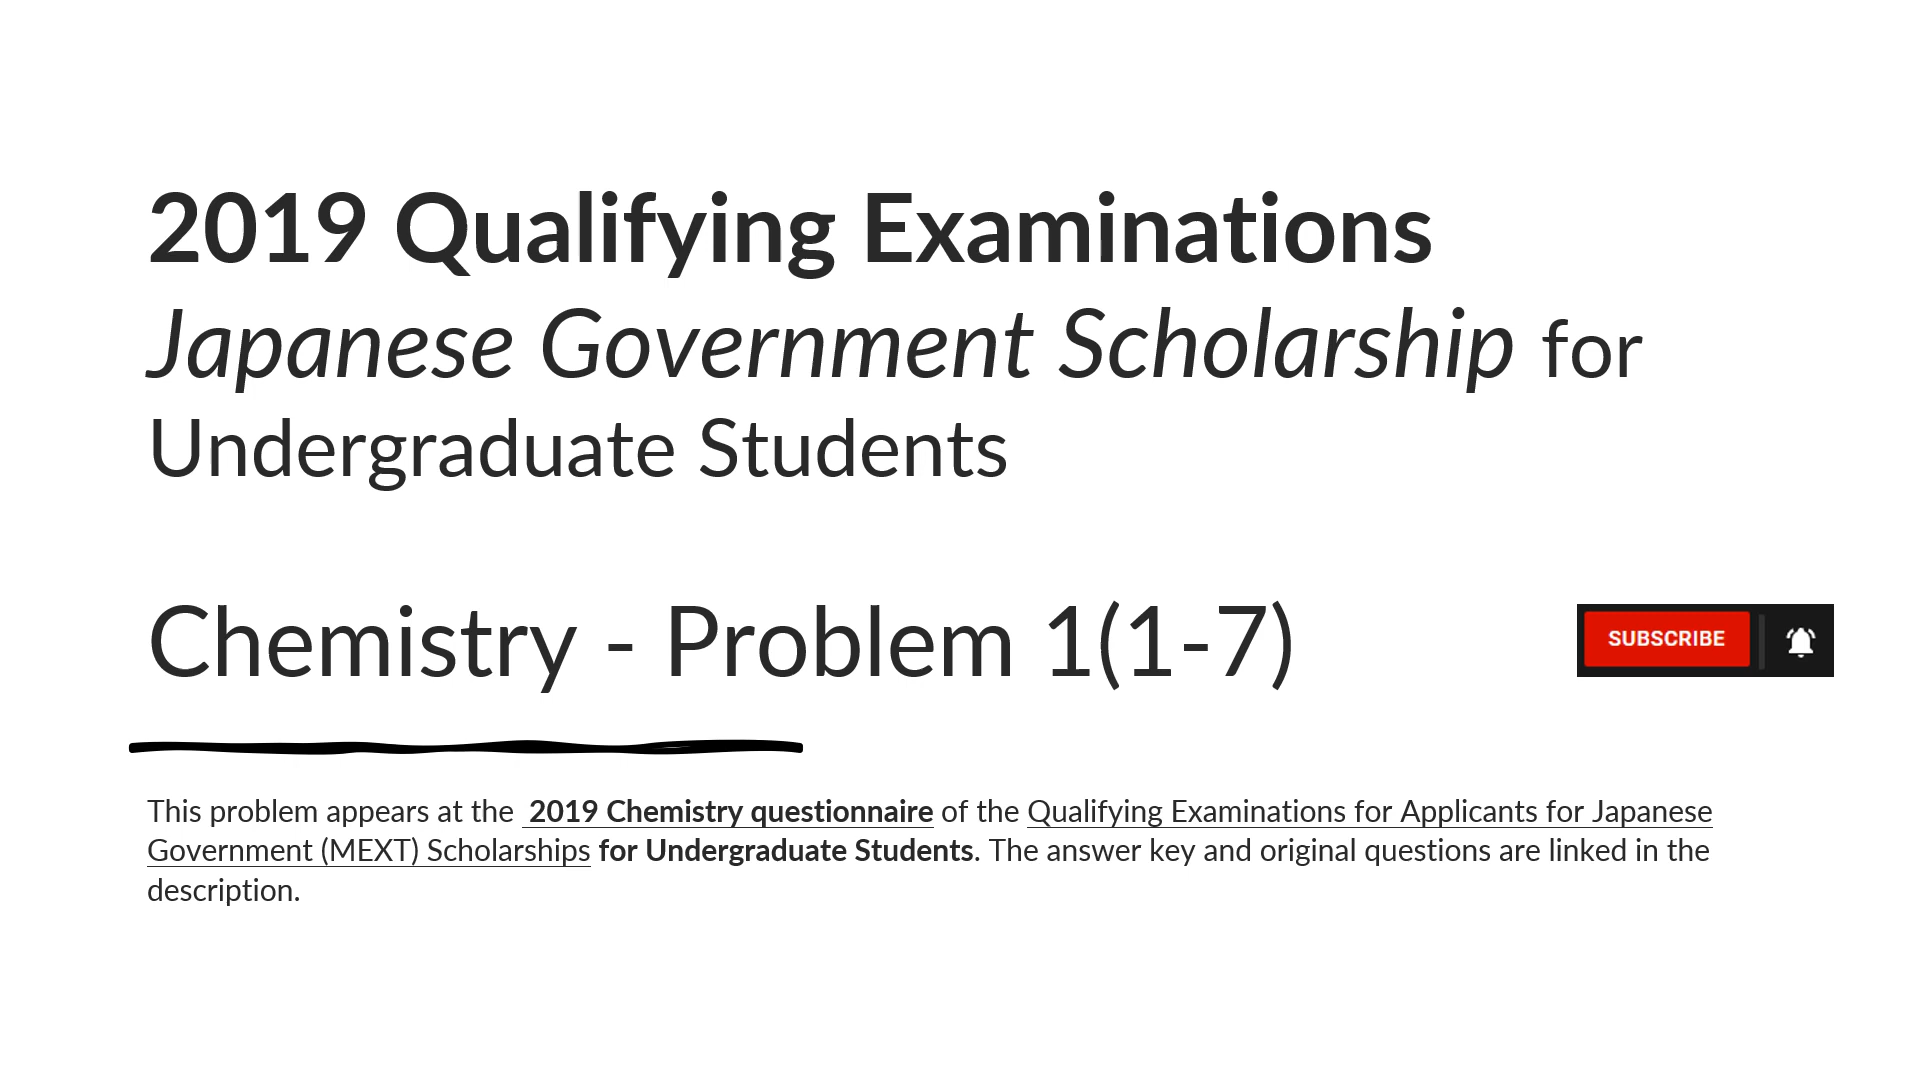 2019 Qualifying Examinations
Japanese Government Scholarship for
Undergraduate Students
Chemistry - Problem 1(1-7)
SUBSCRIBE
This problem appears at the 2019 Chemistry questionnaire of the Qualifying Examinations for Applicants for Japanese
Government (MEXT) Scholarships for Undergraduate Students. The answer key and original questions are linked in the
description.